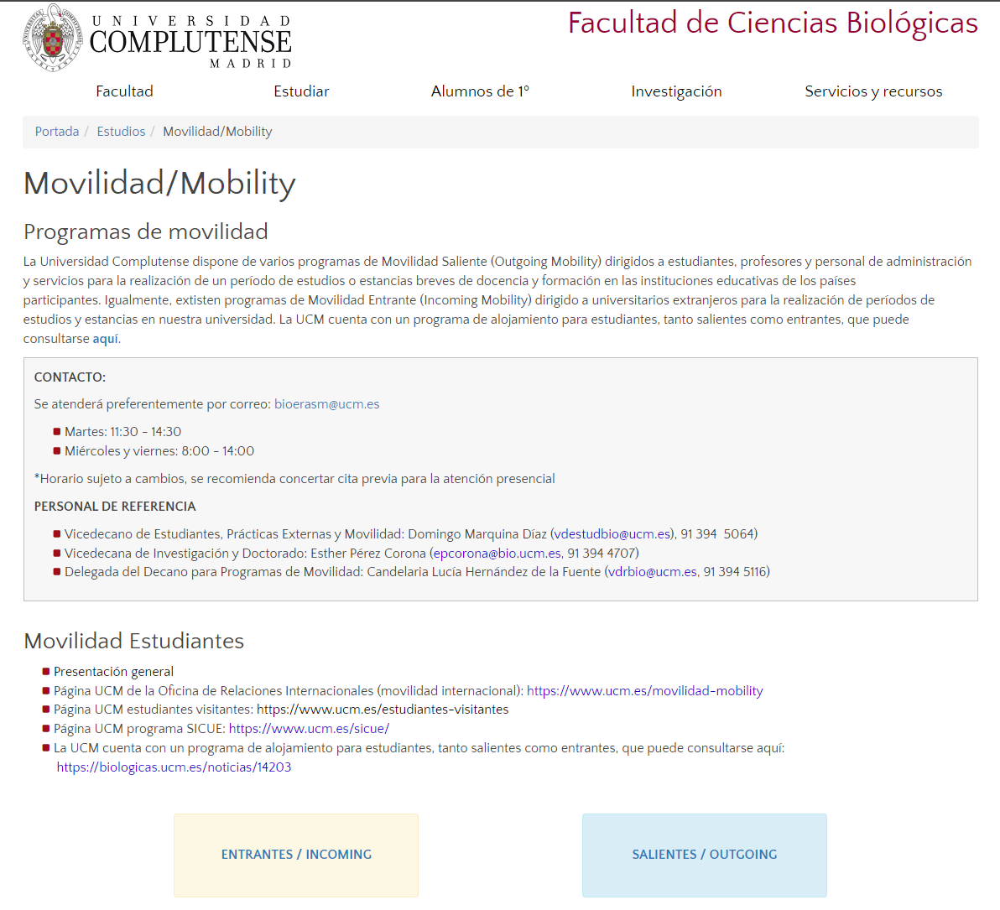 UNIVERSIDAD
COMPLUTENSE
MADRID
Facultad de Ciencias Biológicas
Facultad
Estudiar
Alumnos de 1º
Investigación
Servicios y recursos
Portada / Estudios / Movilidad/Mobility
Movilidad/Mobility
Programas de movilidad
La Universidad Complutense dispone de varios programas de Movilidad Saliente (Outgoing Mobility) dirigidos a estudiantes, profesores y personal de administración
y servicios para la realización de un período de estudios o estancias breves de docencia y formación en las instituciones educativas de los países
participantes. Igualmente, extisten programas de Movilidad Entrante (Incoming Mobility) dirigido a universitarios extranjeros para la realización de períodos de
estudios y estancias en nuestra universidad. La UCM cuenta con un programa de alojamiento para estudiantes, tanto salientes como entrantes, que puede
consultarse aquí.
CONTACTO:
Se atenderá preferentemente por correo: bioerasm@ucm.es
Martes: 11:30 - 14:30
Miércoles y viernes: 8:00 - 14:00
*Horario sujeto a cambios, se recomienda concertar cita previa para la atención presencial
PERSONAL DE REFERENCIA
Vicedecano de Estudiantes, Prácticas Externas y Movilidad: Domingo Marquina Díaz (vdestudbio@ucm.es), 91 394 5064)
Vicedecana de Investigación y Doctorado: Esther Pérez Corona (epcorona@bio.ucm.es, 91 394 4707)
Delegada del Decano para Programas de Movilidad: Candelaria Lucía Hernández de la Fuente (vdrbio@ucm.es, 91 394 5116)
Movilidad Estudiantes
Presentación general
Página UCM de la Oficina de Relaciones Internacionales (movilidad internacional): https://www.ucm.es/movilidad-mobility
Página UCM estudiantes visitantes: https://www.ucm.es/estudiantes-visitantes
Página UCM programa SICUE: https://www.ucm.es/sicue/
La UCM cuenta con un programa de alojamiento para estudiantes, tanto salientes como entrantes, que puede consultarse aquí:
https://biologicas.ucm.es/noticias/14203
ENTRANTES / INCOMING
SALIENTES / OUTGOING